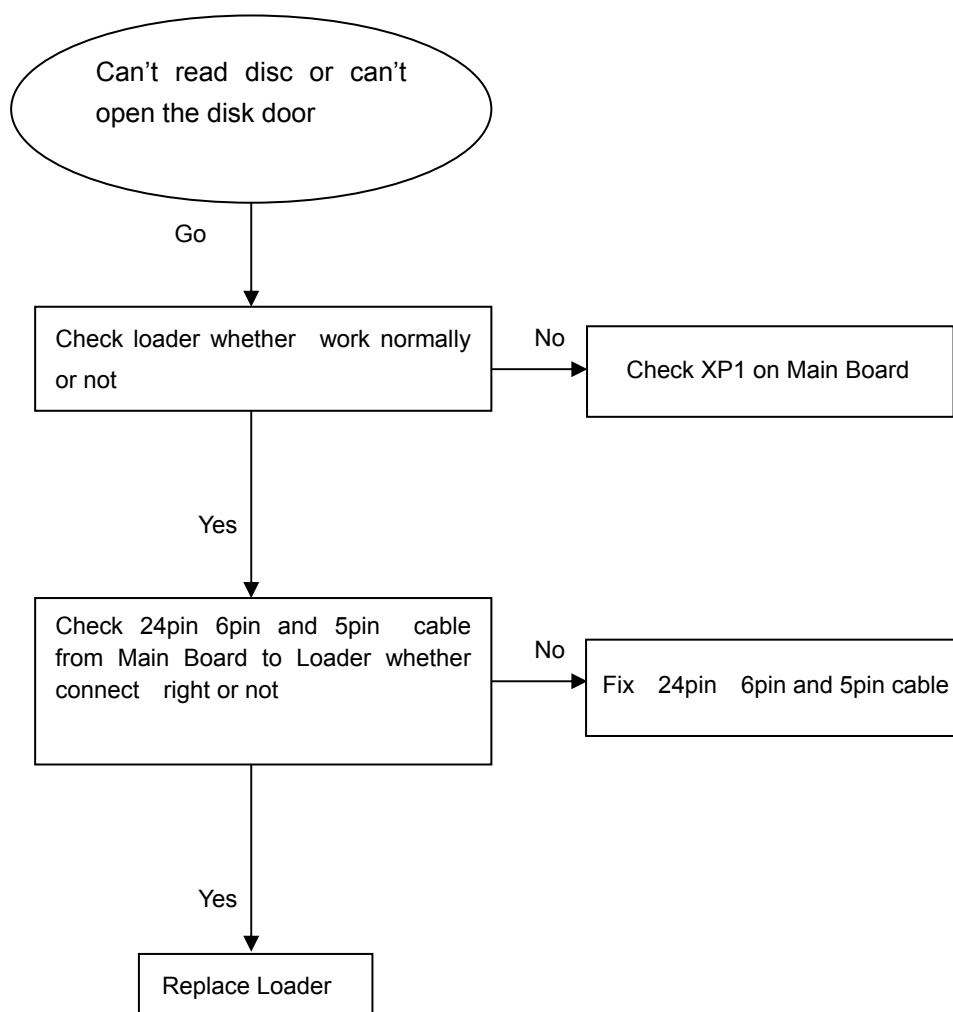 Can’t read disc or can’t
open the disk door
Go
Check loader whether work normally
or not
No
Check XP1 on Main Board
Yes
Check 24pin 6pin and 5pin cable
from Main Board to Loader whether
connect right or not
No
Fix 24pin 6pin and 5pin cable
Yes
Replace Loader